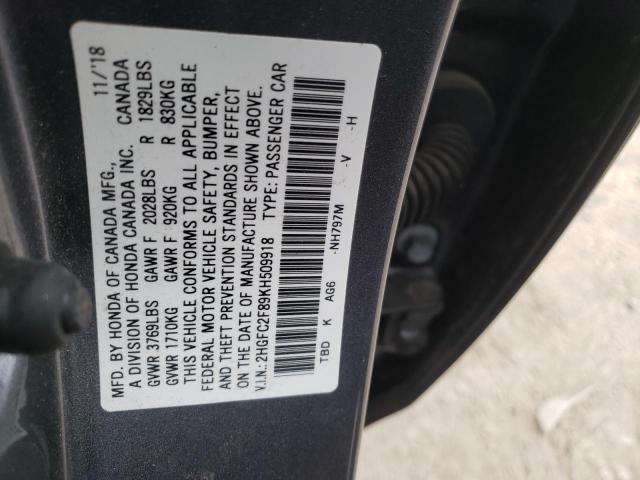 MFD. BY HONDA OF CANADA MFG., 11/'18
A DIVISION OF HONDA CANADA INC. CANADA
GVWR 3769LBS GAWR F 2028LBS R 1829LBS
GVWR 1710KG GAWR F 920KG R 830KG
THIS VEHICLE CONFORMS TO ALL APPLICABLE
FEDERAL MOTOR VEHICLE SAFETY, BUMPER,
AND THEFT PREVENTION STANDARDS IN EFFECT
ON THE DATE OF MANUFACTURE SHOWN ABOVE.
V.I.N.: 2HGFC2F89KH509918 TYPE: PASSENGER CAR
TBD K AG6 -NH797M -V -H